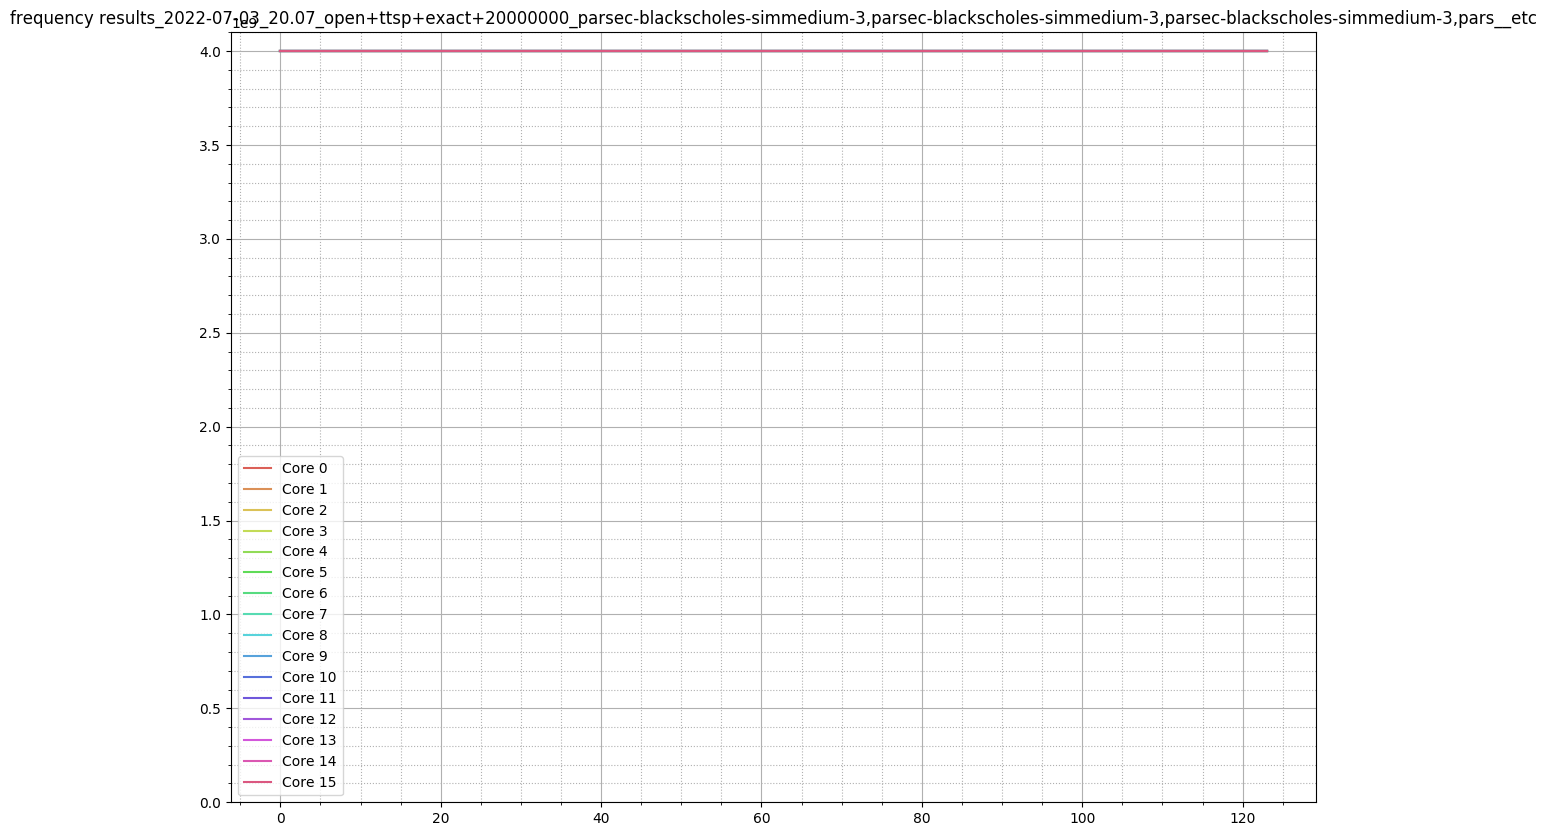 frequency results_2022-07-03_20.07_open+ttsp+exact+20000000_parsec-blackscholes-simmedium-3,parsec-blackscholes-simmedium-3,parsec-blackscholes-simmedium-3,pars__etc
1e9
4.0
3.5
3.0
2.5
2.0
1.5
1.0
0.5
0.0
Core 0
Core 1
Core 2
Core 3
Core 4
Core 5
Core 6
Core 7
Core 8
Core 9
Core 10
Core 11
Core 12
Core 13
Core 14
Core 15
0 20 40 60 80 100 120